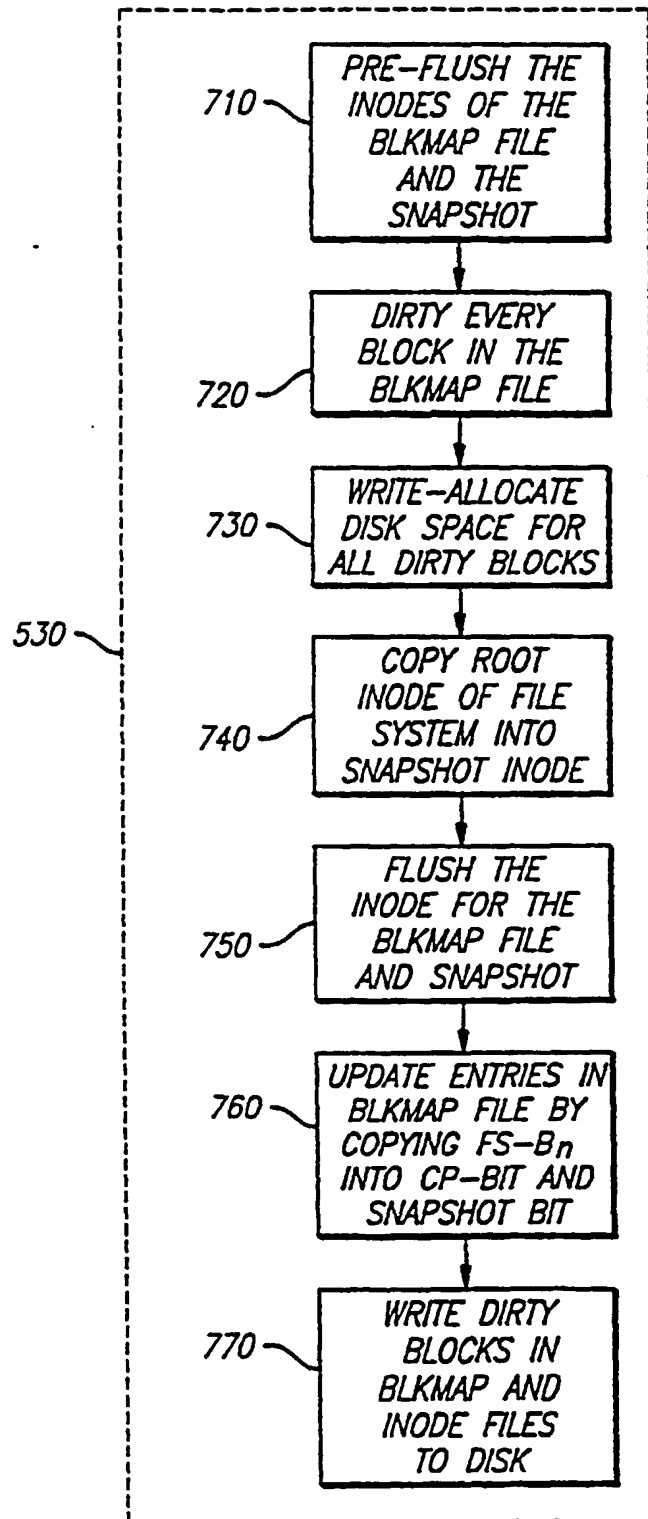 710
PRE-FLUSH THE
INODES OF THE
BLKMAP FILE
AND THE
SNAPSHOT
720
DIRTY EVERY
BLOCK IN THE
BLKMAP FILE
730
WRITE-ALLOCATE
DISK SPACE FOR
ALL DIRTY BLOCKS
530
740
COPY ROOT
INODE OF FILE
SYSTEM INTO
SNAPSHOT INODE
750
FLUSH THE
INODE FOR THE
BLKMAP FILE
AND SNAPSHOT
760
UPDATE ENTRIES IN
BLKMAP FILE BY
COPYING FS-Bn
INTO CP-BIT AND
SNAPSHOT BIT
770
WRITE DIRTY
BLOCKS IN
BLKMAP AND
INODE FILES
TO DISK